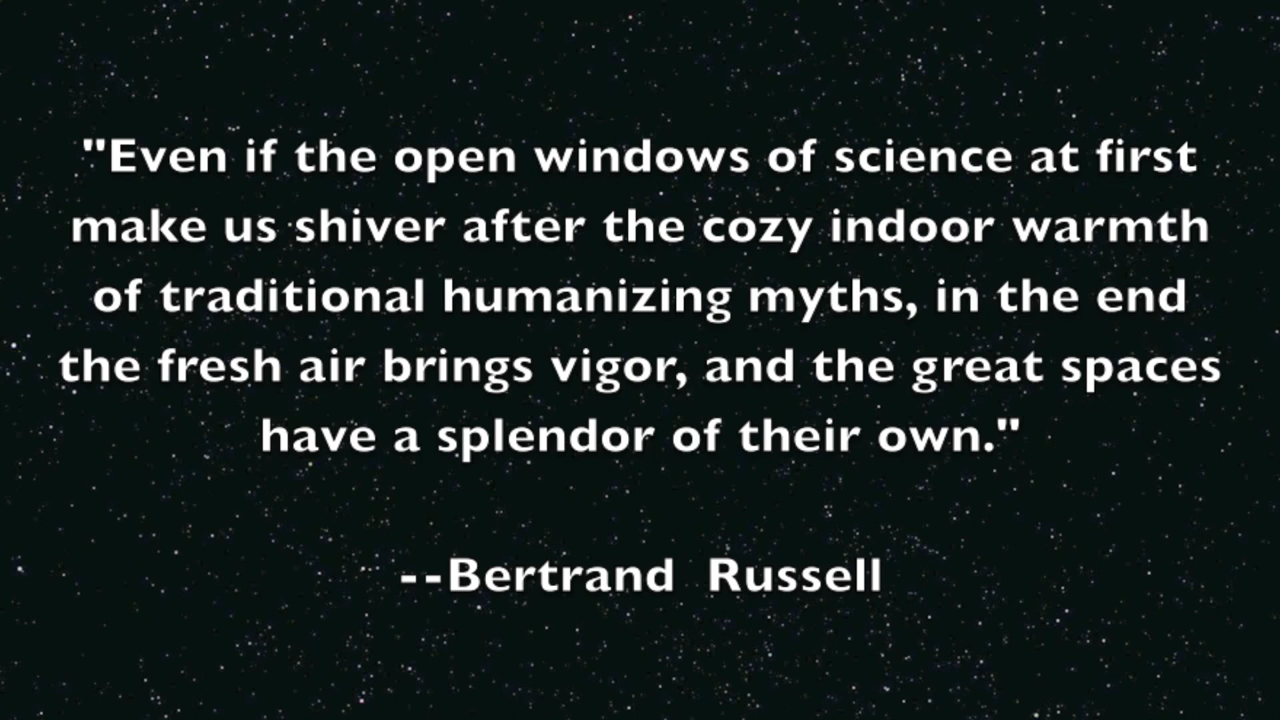 "Even if the open windows of science at first
make us shiver after the cozy indoor warmth
of traditional humanizing myths, in the end
the fresh air brings vigor, and the great spaces
have a splendor of their own."
--Bertrand  Russell